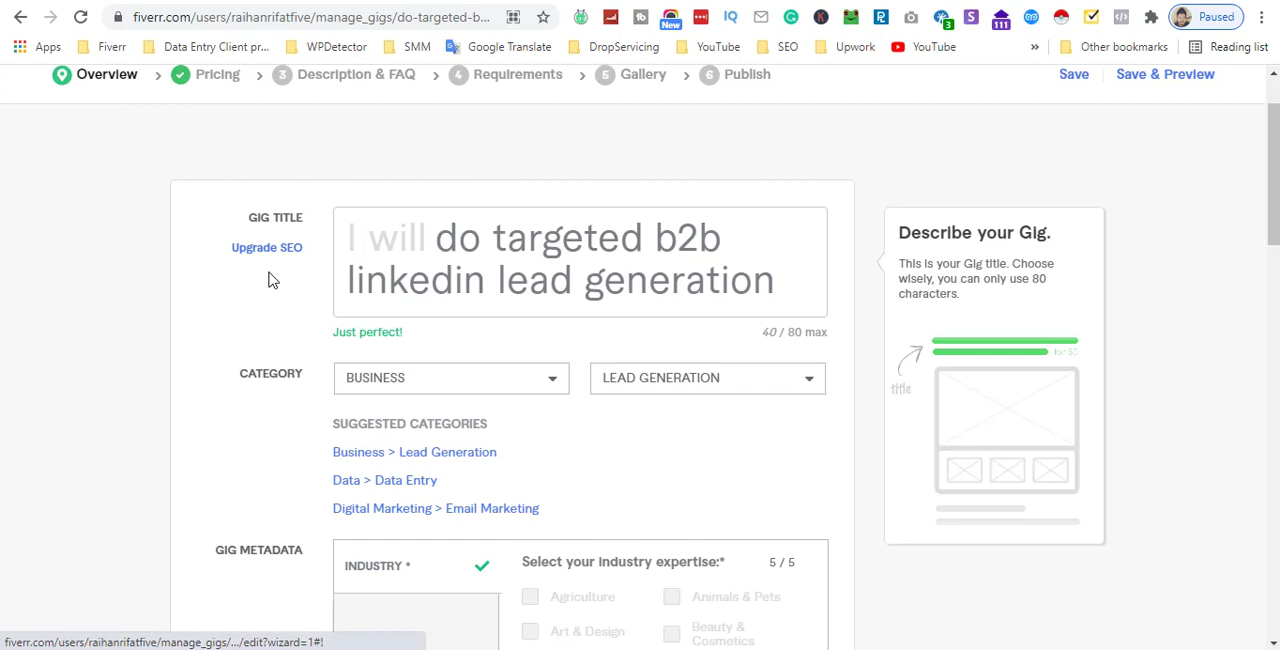 fiverr.com/users/raihanrifatfive/manage_gigs/do-targeted-b...
New
3
111
Paused
Apps Fiverr Data Entry Client pr... WPDetector SMM Google Translate DropServicing YouTube SEO Upwork YouTube » Other bookmarks Reading list
Overview > Pricing > 3 Description & FAQ > 4 Requirements > 5 Gallery > 6 Publish Save Save & Preview
GIG TITLE
Upgrade SEO
I will do targeted b2b
linkedin lead generation
Just perfect! 40 / 80 max
Describe your Gig.
This is your Gig title. Choose
wisely, you can only use 80
characters.
for $5
title
CATEGORY BUSINESS LEAD GENERATION
SUGGESTED CATEGORIES
Business > Lead Generation
Data > Data Entry
Digital Marketing > Email Marketing
GIG METADATA
INDUSTRY *
Select your industry expertise:* 5 / 5
Agriculture Animals & Pets
Art & Design Beauty &
Cosmetics
fiverr.com/users/raihanrifatfive/manage_gigs/.../edit?wizard=1#!